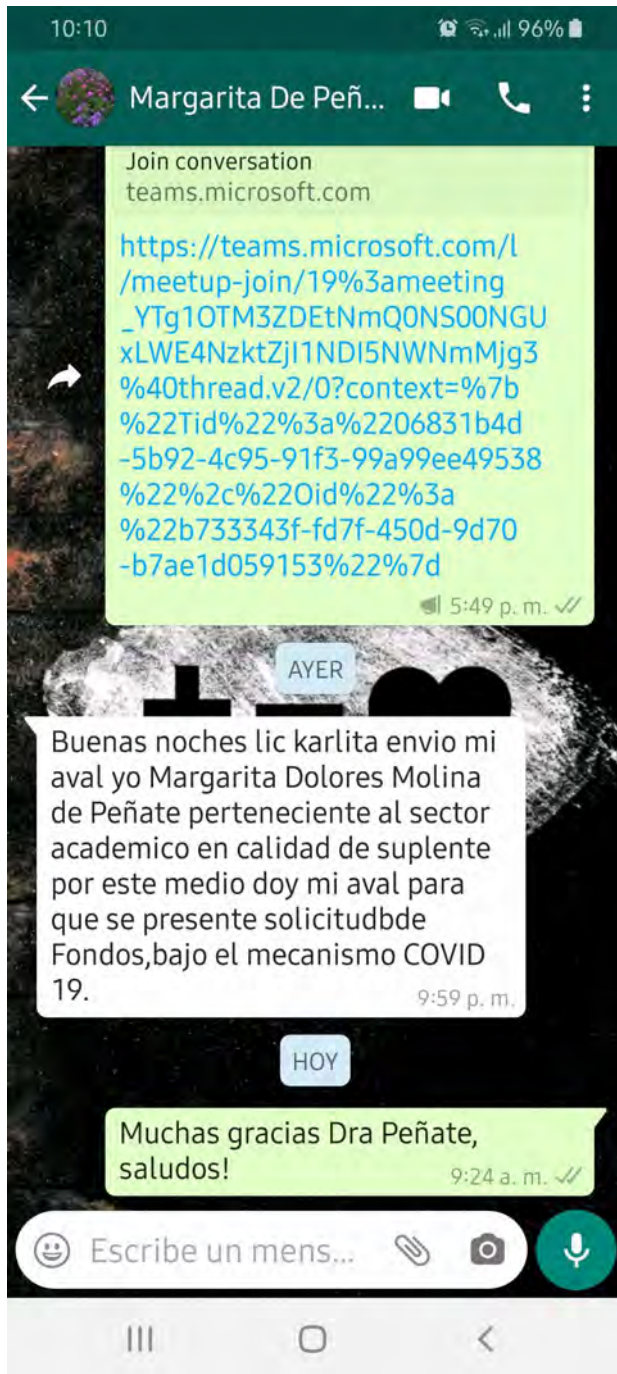 10:10
96%
Margarita De Peñ...
Join conversation
teams.microsoft.com
https://teams.microsoft.com/l
/meetup-join/19%3ameeting
_YTg1OTM3ZDEtNmQ0NS00NGU
xLWE4NzktZjI1NDI5NWNmMjg3
%40thread.v2/0?context=%7b
%22Tid%22%3a%2206831b4d
-5b92-4c95-91f3-99a99ee49538
%22%2c%22Oid%22%3a
%22b733343f-fd7f-450d-9d70
-b7ae1d059153%22%7d
5:49 p. m.
AYER
Buenas noches lic karlita envio mi
aval yo Margarita Dolores Molina
de Peñate perteneciente al sector
academico en calidad de suplente
por este medio doy mi aval para
que se presente solicitudbde
Fondos,bajo el mecanismo COVID
19.
9:59 p. m.
HOY
Muchas gracias Dra Peñate,
saludos!
9:24 a. m.
Escribe un mens...